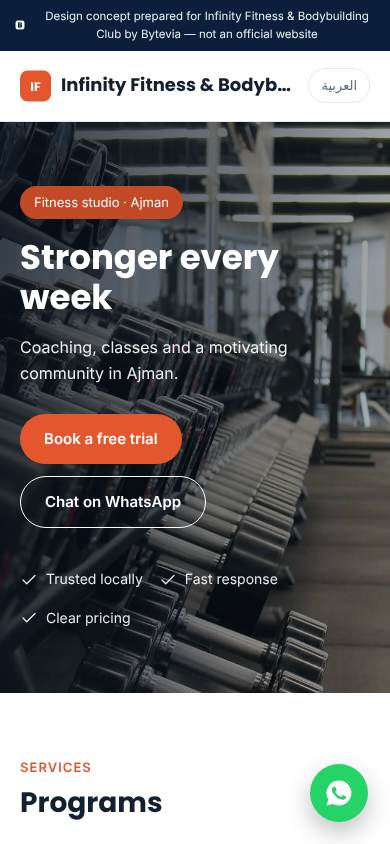 B
Design concept prepared for Infinity Fitness & Bodybuilding
Club by Bytevia — not an official website
IF
Infinity Fitness & Bodyb...
العربية
Fitness studio · Ajman
Stronger every
week
Coaching, classes and a motivating
community in Ajman.
Book a free trial
Chat on WhatsApp
Trusted locally
Fast response
Clear pricing
SERVICES
Programs